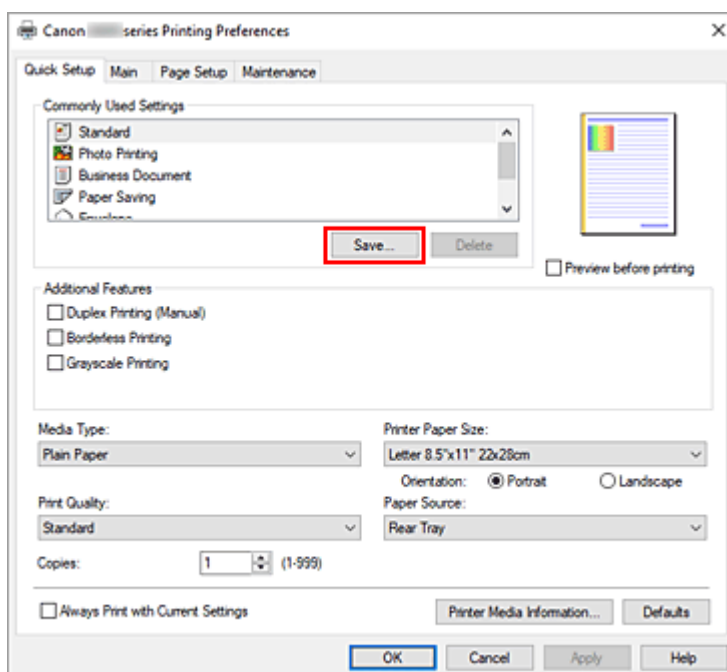 Canon series Printing Preferences
Quick Setup Main Page Setup Maintenance
Commonly Used Settings
Standard
Photo Printing
Business Document
Paper Saving
Envelope
Save... Delete
Preview before printing
Additional Features
Duplex Printing (Manual)
Borderless Printing
Grayscale Printing
Media Type: Printer Paper Size:
Plain Paper Letter 8.5"x11" 22x28cm
Orientation: Portrait Landscape
Print Quality: Paper Source:
Standard Rear Tray
Copies: 1 (1-999)
Always Print with Current Settings Printer Media Information... Defaults
OK Cancel Apply Help